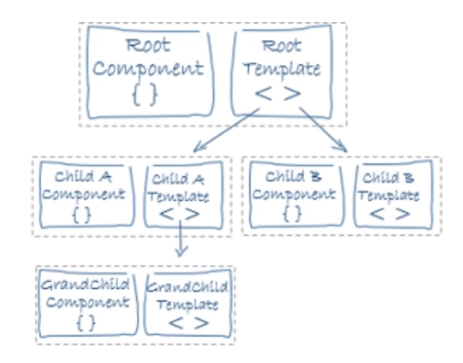 Root
Component
{ }
Root
Template
< >
Child A
Component
{ }
Child A
Template
< >
Child B
Component
{ }
Child B
Template
< >
GrandChild
Component
{ }
GrandChild
Template
< >